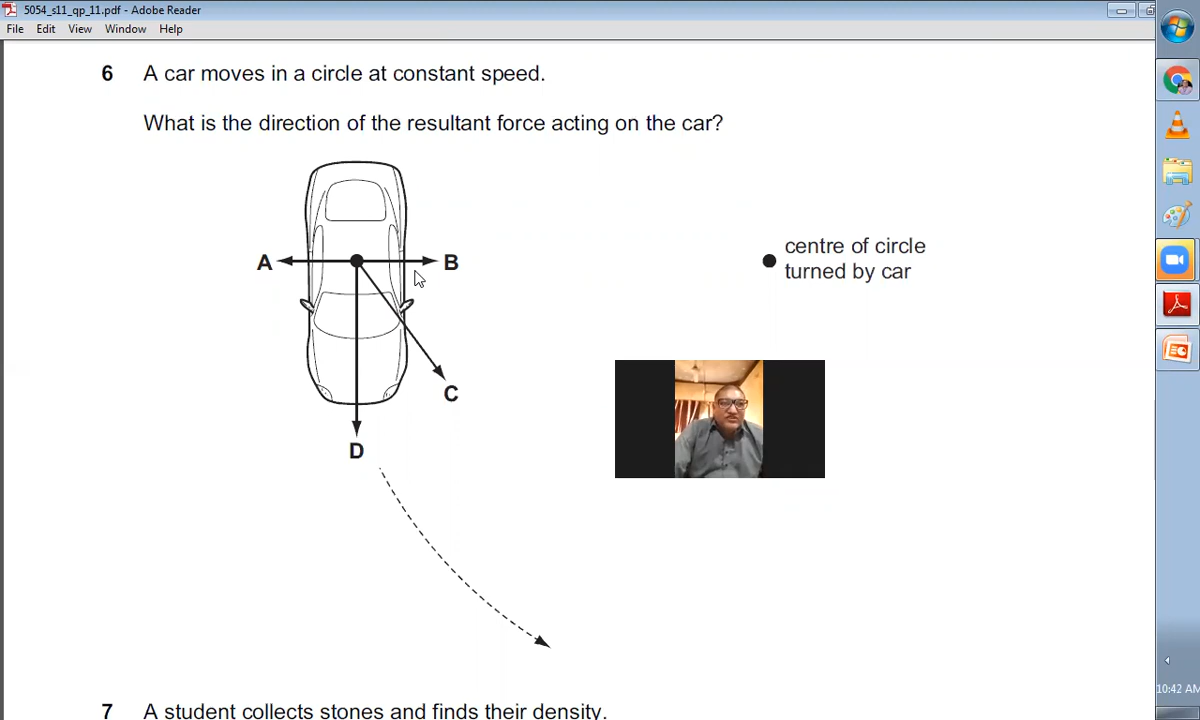 5054_s11_qp_11.pdf - Adobe Reader
File Edit View Window Help
6 A car moves in a circle at constant speed.
What is the direction of the resultant force acting on the car?
A
B
centre of circle
turned by car
C
D
7 A student collects stones and finds their density.
10:42 AM